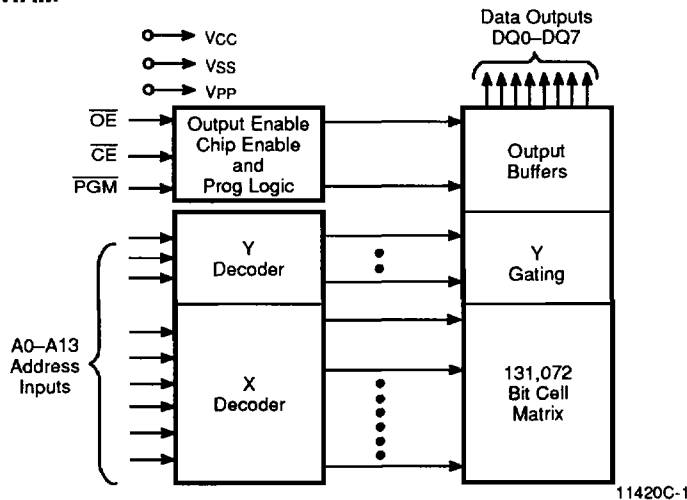 Data Outputs
DQ0–DQ7
VCC
VSS
VPP
OE
CE
PGM
Output Enable
Chip Enable
and
Prog Logic
Output
Buffers
Y
Decoder
Y
Gating
A0–A13
Address
Inputs
X
Decoder
131,072
Bit Cell
Matrix
11420C-1